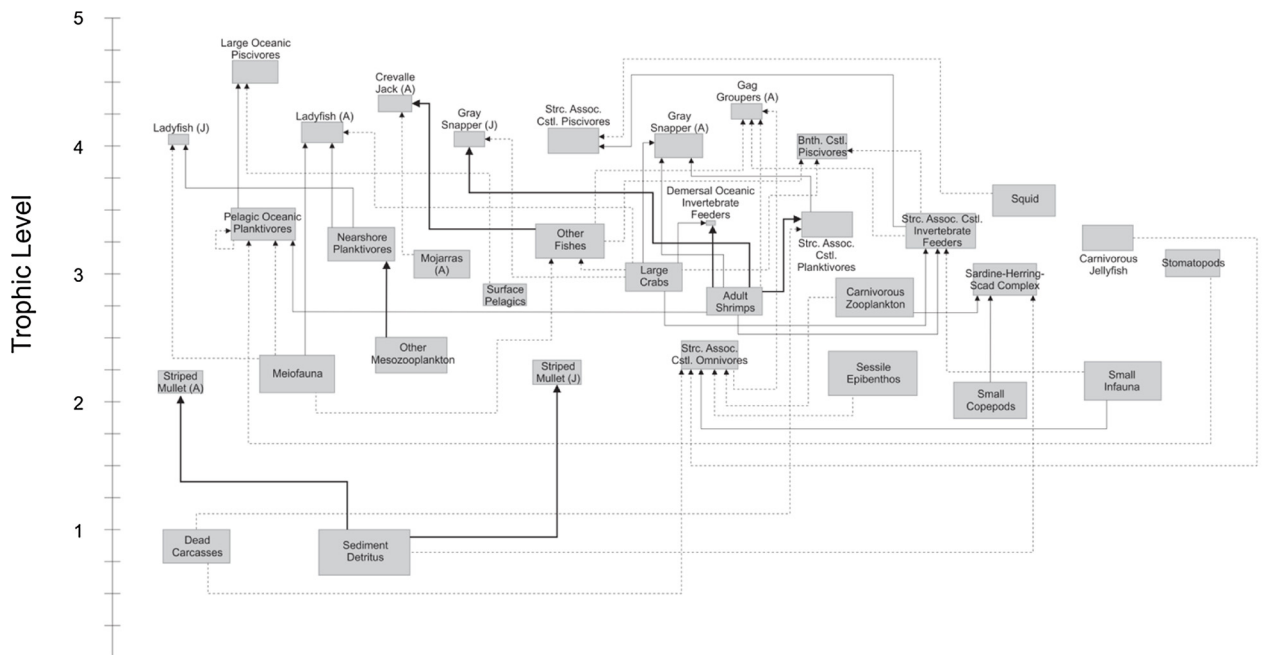 5
Large Oceanic
Piscivores
Crevalle
Jack (A)
Gag
Groupers (A)
Ladyfish (J)
Ladyfish (A)
Gray
Snapper (J)
Strc. Assoc.
Cstl. Piscivores
Gray
Snapper (A)
Bnth. Cstl.
Piscivores
4
Demersal Oceanic
Invertebrate
Feeders
Squid
Pelagic Oceanic
Planktivores
Nearshore
Planktivores
Other
Fishes
Strc. Assoc.
Cstl.
Planktivores
Strc. Assoc. Cstl.
Invertebrate
Feeders
Carnivorous
Jellyfish
Mojarras
(A)
Stomatopods
Trophic Level
3
Surface
Pelagics
Large
Crabs
Adult
Shrimps
Carnivorous
Zooplankton
Sardine-Herring-
Scad Complex
Other
Mesozooplankton
Strc. Assoc.
Cstl. Omnivores
Striped
Mullet (A)
Meiofauna
Striped
Mullet (J)
Sessile
Epibenthos
Small
Copepods
Small
Infauna
2
1
Dead
Carcasses
Sediment
Detritus